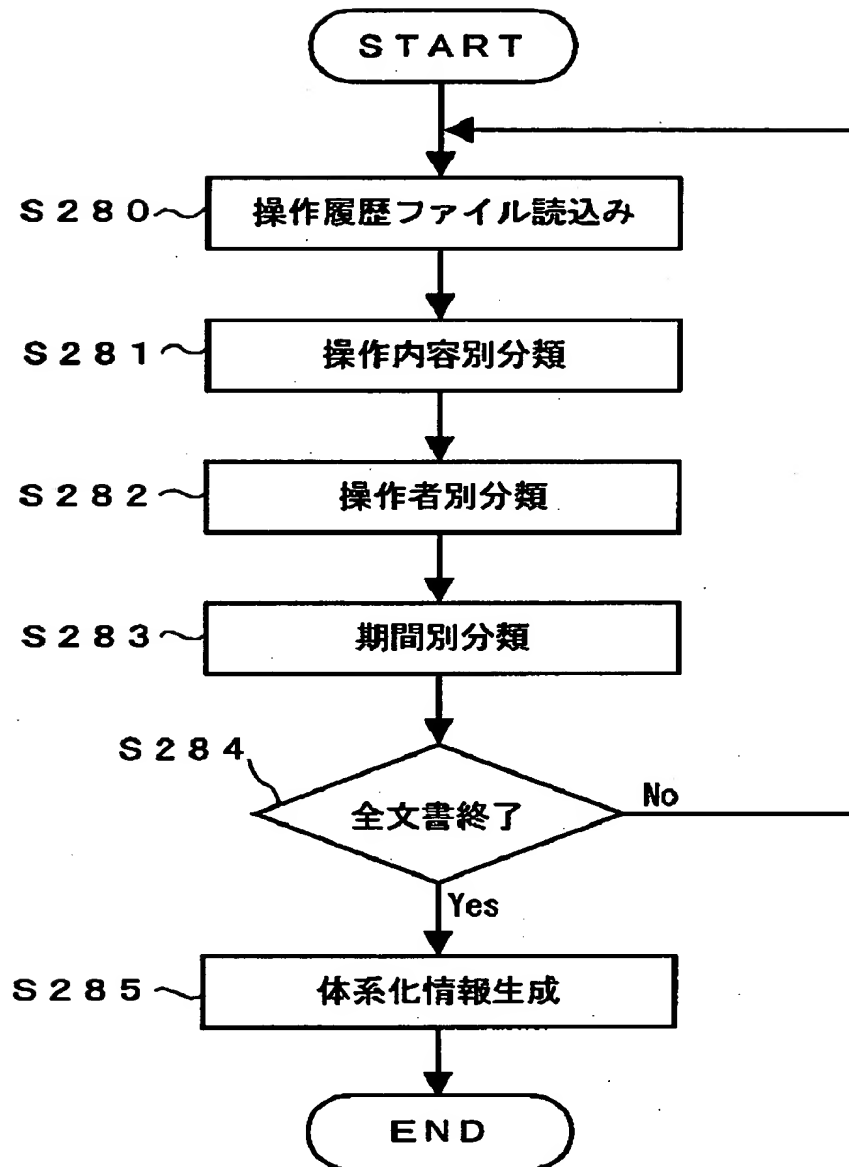 START
S280
操作履歴ファイル読込み
S281
操作内容別分類
S282
操作者別分類
S283
期間別分類
S284
全文書終了
No
Yes
S285
体系化情報生成
END